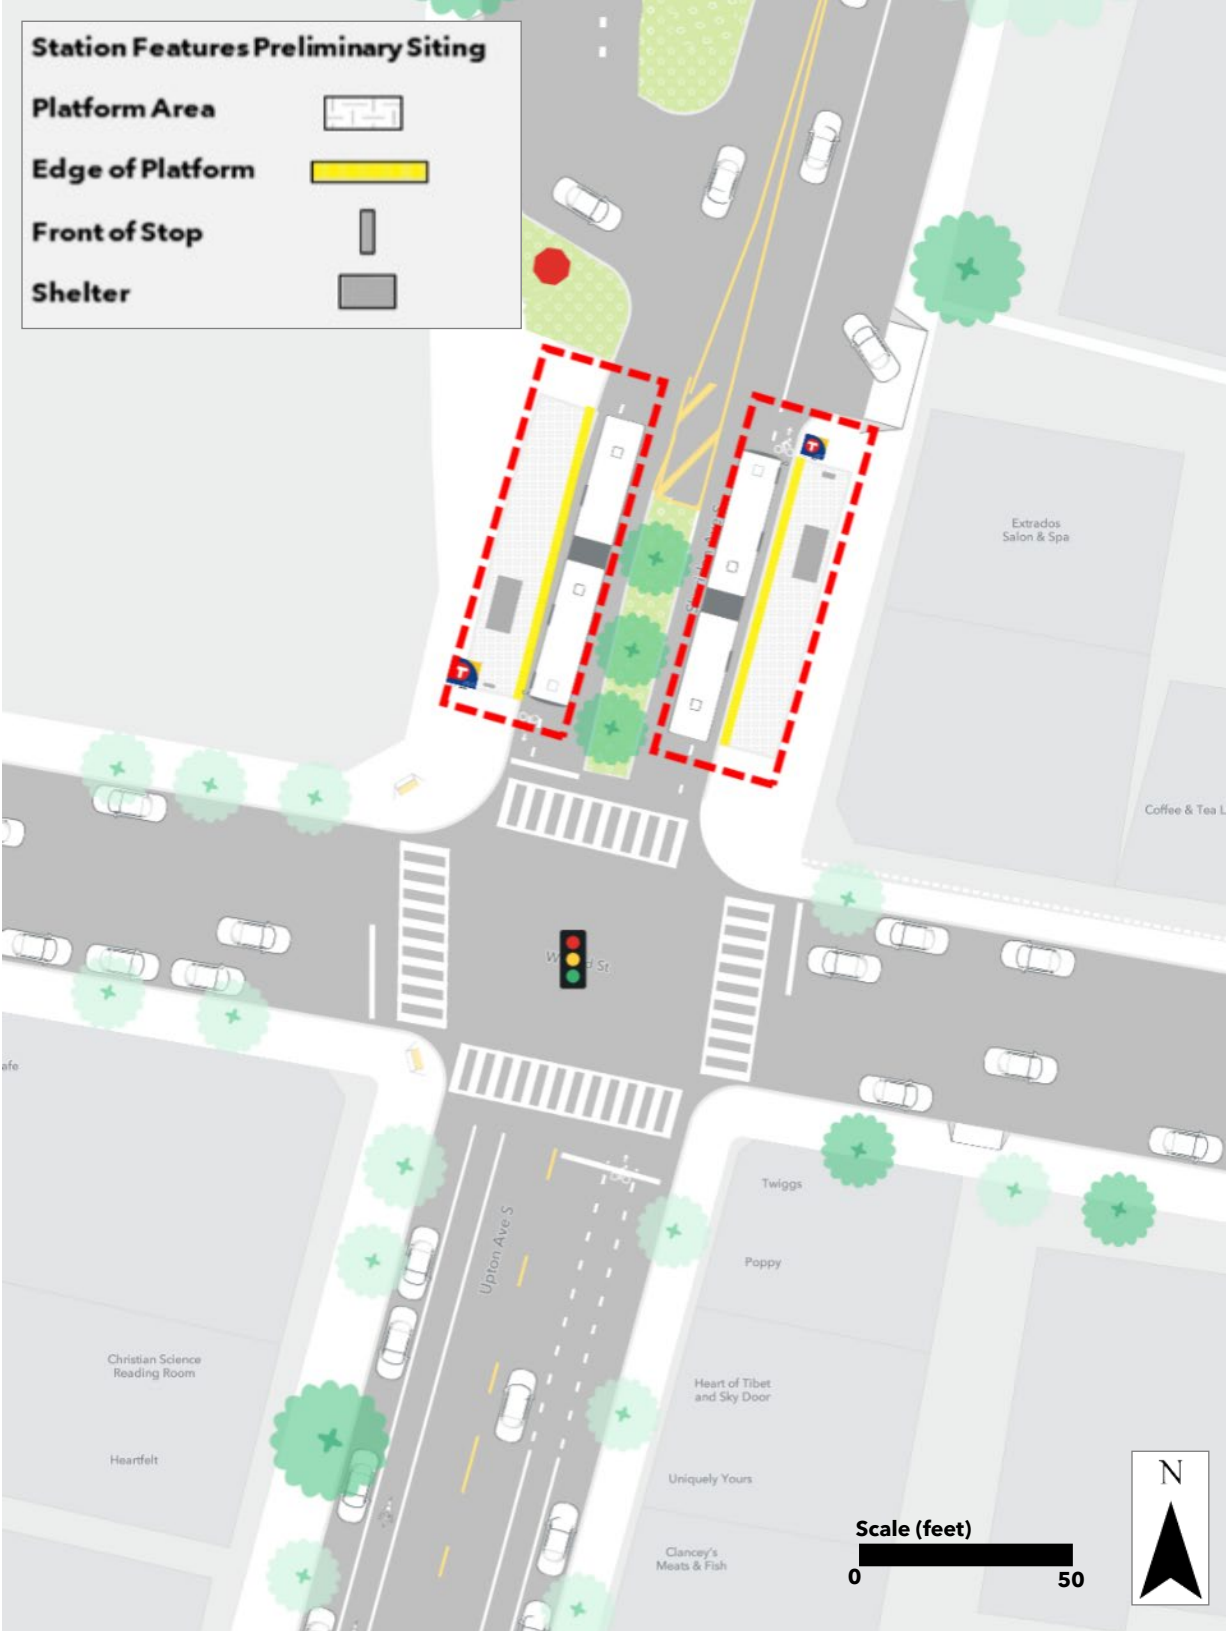 Station Features Preliminary Siting
Platform Area
Edge of Platform
Front of Stop
Shelter
T
Extrados
Salon & Spa
T
Coffee & Tea L
St
afe
Twiggs
Upton Ave S
Poppy
Christian Science
Reading Room
Heart of Tibet
and Sky Door
Heartfelt
Uniquely Yours
N
Scale (feet)
Clancey's
Meats & Fish
0
50